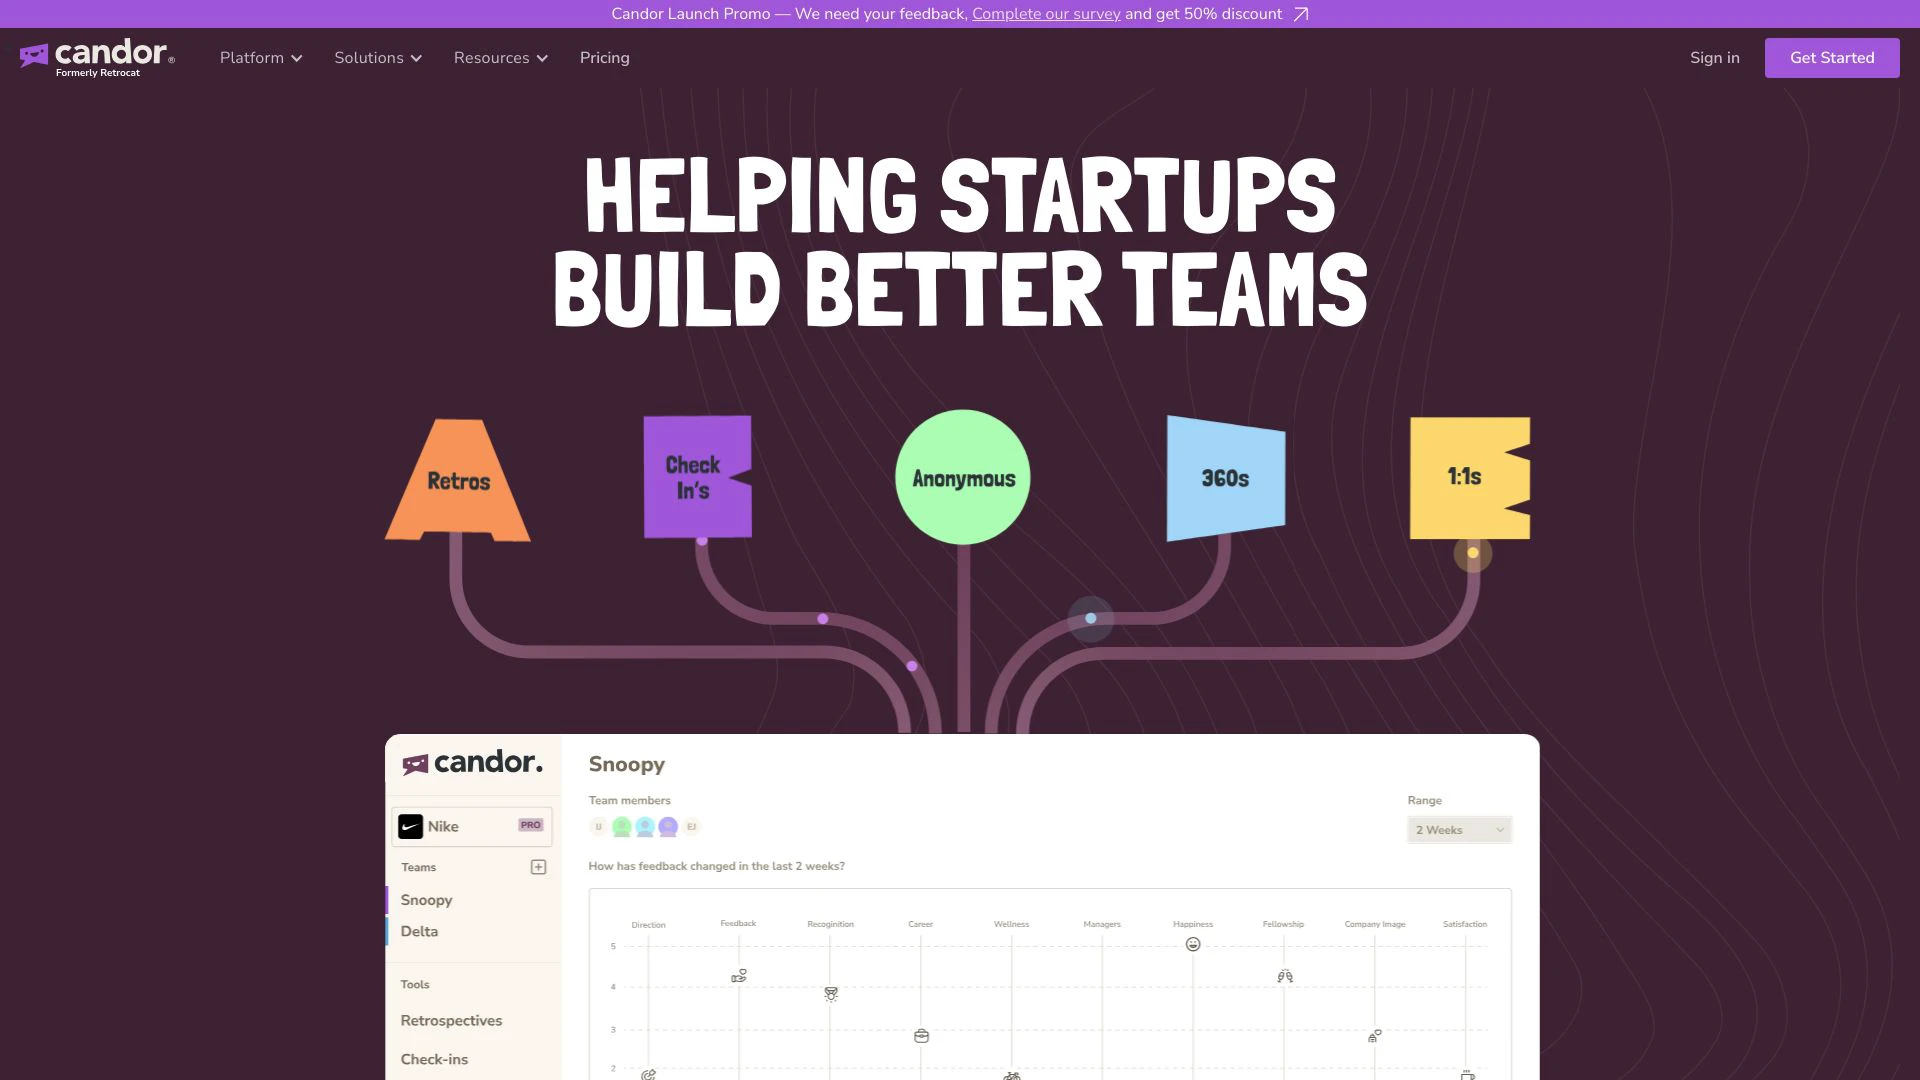 Candor Launch Promo — We need your feedback, Complete our survey and get 50% discount
candor®
Formerly Retrocat
Platform
Solutions
Resources
Pricing
Sign in
Get Started
HELPING STARTUPS
BUILD BETTER TEAMS
Retros
Check
In's
Anonymous
360s
1:1s
candor.
Nike
PRO
Teams
Snoopy
Delta
Tools
Retrospectives
Check-ins
Snoopy
Team members
IJ
EJ
Range
2 Weeks
How has feedback changed in the last 2 weeks?
Direction
Feedback
Recoginition
Career
Wellness
Managers
Happiness
Fellowship
Company Image
Satisfaction
5
4
3
2